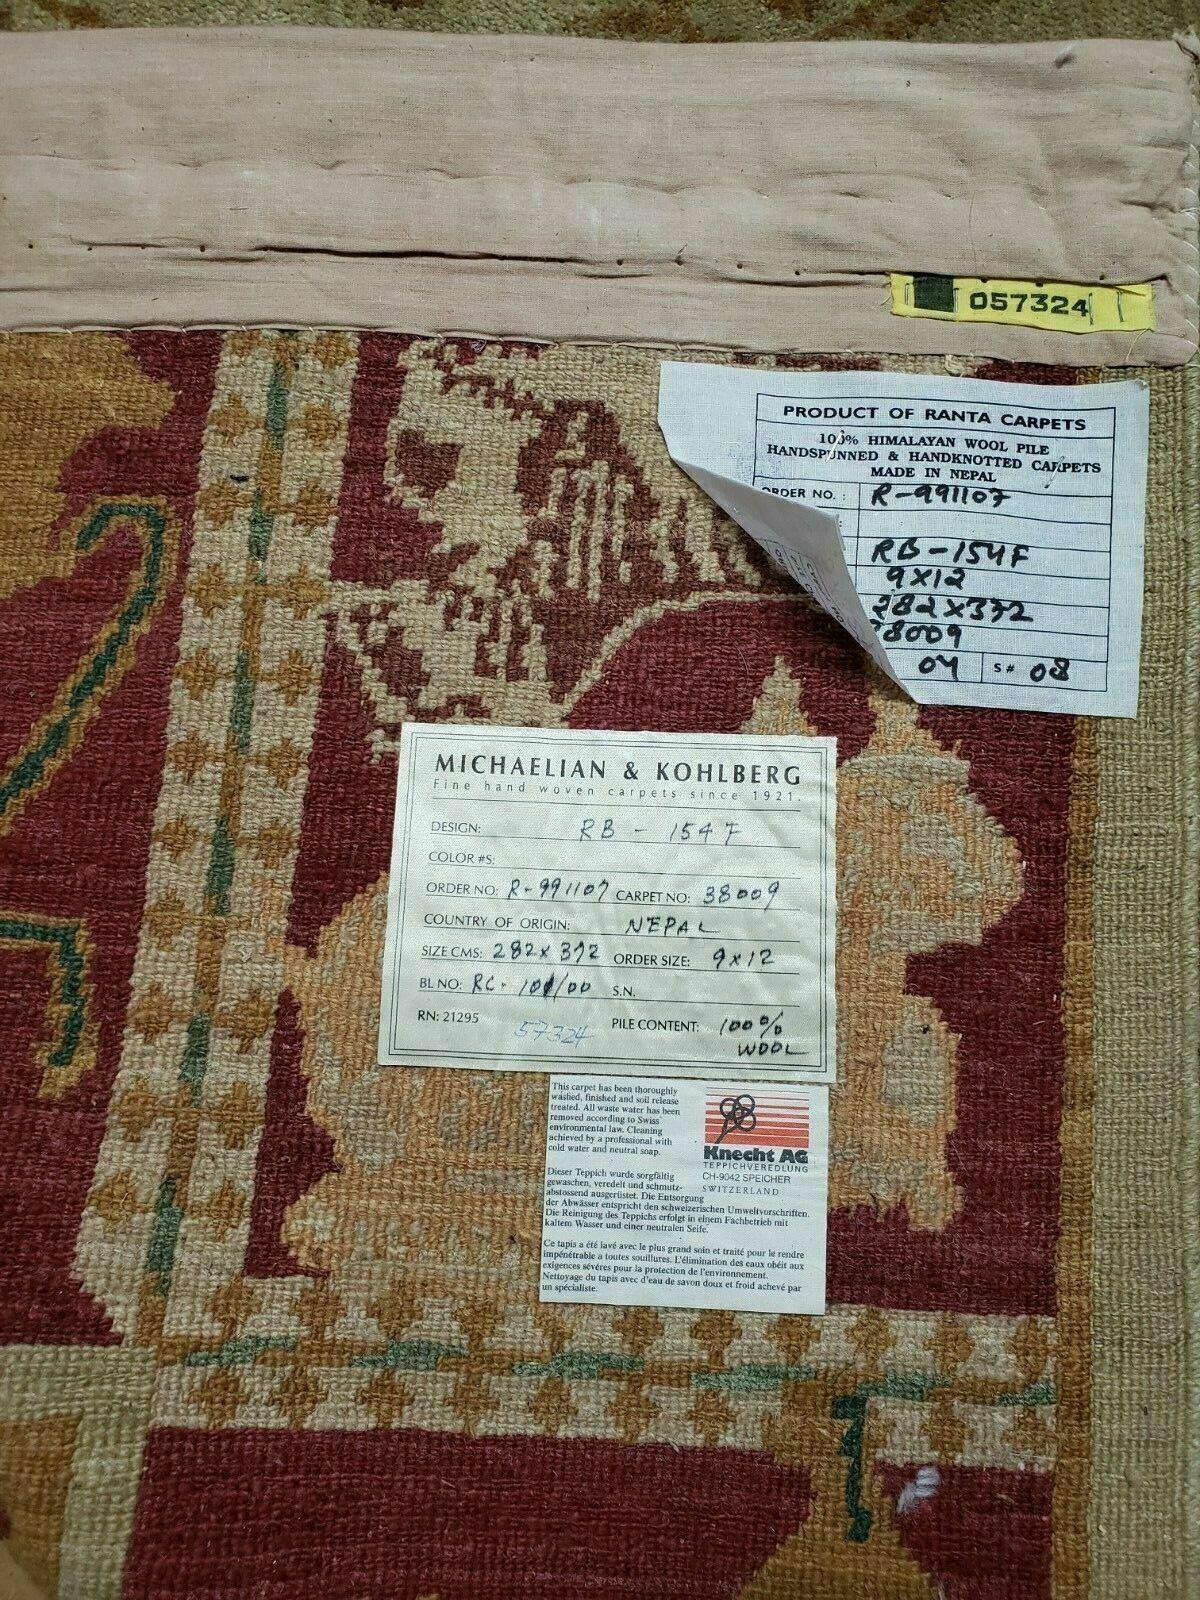 057324
PRODUCT OF RANTA CARPETS
100% HIMALAYAN WOOL PILE
HANDSPUNNED & HANDKNOTTED CARPETS
MADE IN NEPAL
ORDER NO. : R-991107
RB-154F
9X12
282X372
38009
04 S# 08
MICHAELIAN & KOHLBERG
Fine hand woven carpets since 1921.
DESIGN: RB - 154 F
COLOR #S:
ORDER NO: R-991107 CARPET NO: 38009
COUNTRY OF ORIGIN: NEPAL
SIZE CMS: 282X372 ORDER SIZE: 9X12
BL NO: RC- 101/00 S.N.
RN: 21295 57324 PILE CONTENT: 100%
WOOL
This carpet has been thoroughly
washed, finished and soil release
treated. All waste water has been
removed according to Swiss
environmental law. Cleaning
achieved by a professional with
cold water and neutral soap.
Knecht AG
TEPPICHVEREDLUNG
CH-9042 SPEICHER
SWITZERLAND
Dieser Teppich wurde sorgfältig
gewaschen, veredelt und schmutz-
abstossend ausgerüstet. Die Entsorgung
der Abwässer entspricht den schweizerischen Umweltvorschriften.
Die Reinigung des Teppichs erfolgt in einem Fachbetrieb mit
kaltem Wasser und einer neutralen Seife.
Ce tapis a été lavé avec le plus grand soin et traité pour le rendre
impénétrable a toutes souillures. L'élimination des eaux obéit aux
exigences sévères pour la protection de l'environnement.
Nettoyage du tapis avec d'eau de savon doux et froid achevé par
un spécialiste.